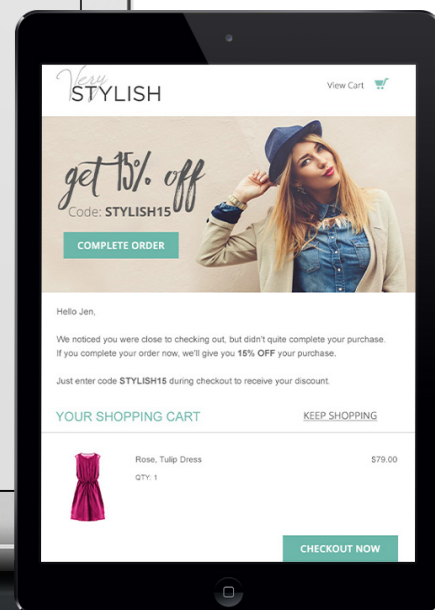 Very
STYLISH
View Cart
get 15% off
Code: STYLISH15
COMPLETE ORDER
Hello Jen,
We noticed you were close to checking out, but didn't quite complete your purchase.
If you complete your order now, we'll give you 15% OFF your purchase.
Just enter code STYLISH15 during checkout to receive your discount.
YOUR SHOPPING CART
KEEP SHOPPING
Rose, Tulip Dress
$79.00
QTY: 1
CHECKOUT NOW